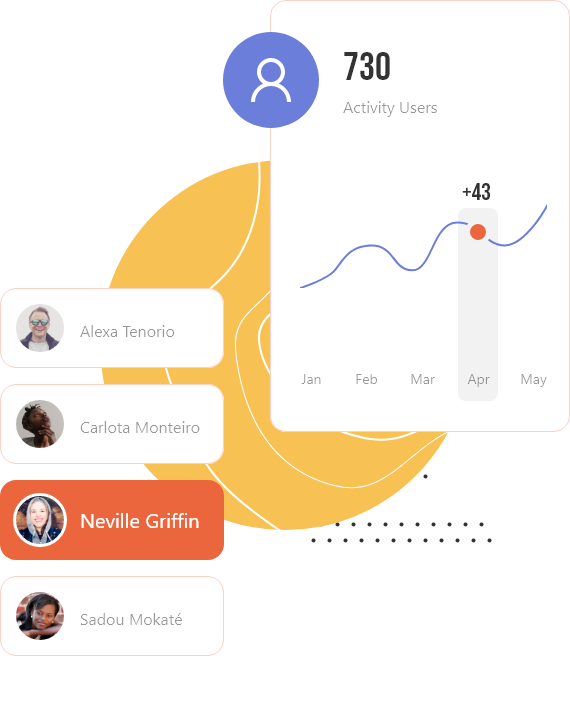 730
Activity Users
+43
Jan Feb Mar Apr May
Alexa Tenorio
Carlota Monteiro
Neville Griffin
Sadou Mokaté